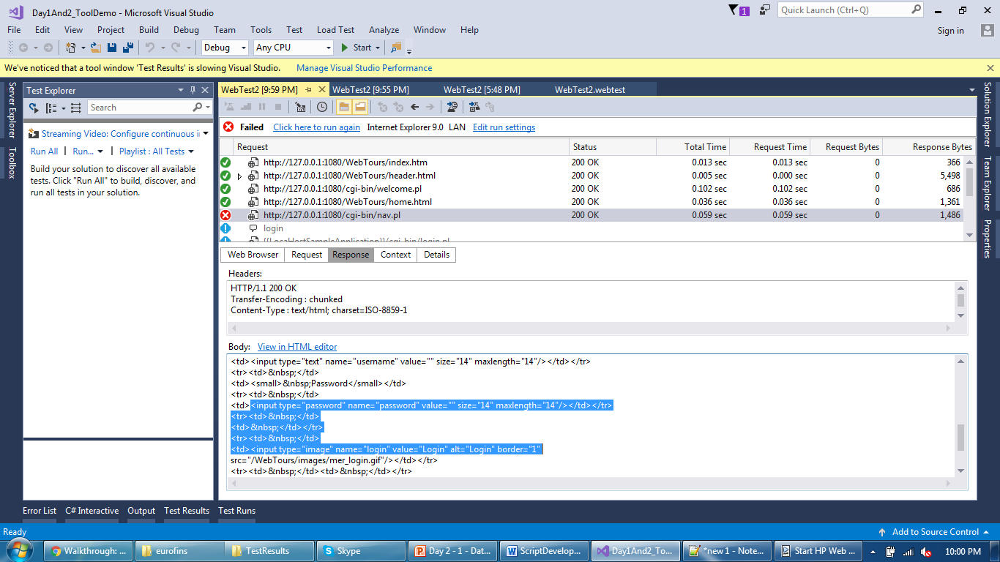 Day1And2_ToolDemo - Microsoft Visual Studio
1
Quick Launch (Ctrl+Q)
File Edit View Project Build Debug Team Tools Test Load Test Analyze Window Help
Sign in
Debug Any CPU Start
We've noticed that a tool window 'Test Results' is slowing Visual Studio. Manage Visual Studio Performance
Server Explorer
Toolbox
Test Explorer
Search
Streaming Video: Configure continuous i
Run All | Run... | Playlist : All Tests
Build your solution to discover all available
tests. Click "Run All" to build, discover, and
run all tests in your solution.
WebTest2 [9:59 PM] WebTest2 [9:55 PM] WebTest2 [5:48 PM] WebTest2.webtest
Failed Click here to run again Internet Explorer 9.0 LAN Edit run settings
Request Status Total Time Request Time Request Bytes Response Bytes
http://127.0.0.1:1080/WebTours/index.htm 200 OK 0.013 sec 0.013 sec 0 366
http://127.0.0.1:1080/WebTours/header.html 200 OK 0.005 sec 0.000 sec 0 5,498
http://127.0.0.1:1080/cgi-bin/welcome.pl 200 OK 0.102 sec 0.102 sec 0 686
http://127.0.0.1:1080/WebTours/home.html 200 OK 0.036 sec 0.036 sec 0 1,361
http://127.0.0.1:1080/cgi-bin/nav.pl 200 OK 0.059 sec 0.059 sec 0 1,486
login
{{LocaHostSampleApplication}}/cgi-bin/login.pl
Web Browser Request Response Context Details
Headers:
HTTP/1.1 200 OK
Transfer-Encoding : chunked
Content-Type : text/html; charset=ISO-8859-1
Body: View in HTML editor
<td><input type="text" name="username" value="" size="14" maxlength="14"/></td></tr>
<tr><td>&nbsp;</td>
<td><small>&nbsp;Password</small></td>
<tr><td>&nbsp;</td>
<td><input type="password" name="password" value="" size="14" maxlength="14"/></td></tr>
<tr><td>&nbsp;</td>
<td>&nbsp;</td></tr>
<tr><td>&nbsp;</td>
<td><input type="image" name="login" value="Login" alt="Login" border="1"
src="/WebTours/images/mer_login.gif"/></td></tr>
<tr><td>&nbsp;</td><td>&nbsp;</td></tr>
Solution Explorer
Team Explorer
Properties
Error List C# Interactive Output Test Results Test Runs
Ready
Add to Source Control
Walkthrough: ... eurofins TestResults Skype Day 2 - 1 - Dat... ScriptDevelop... Day1And2_To... *new 1 - Note... Start HP Web ... 10:00 PM